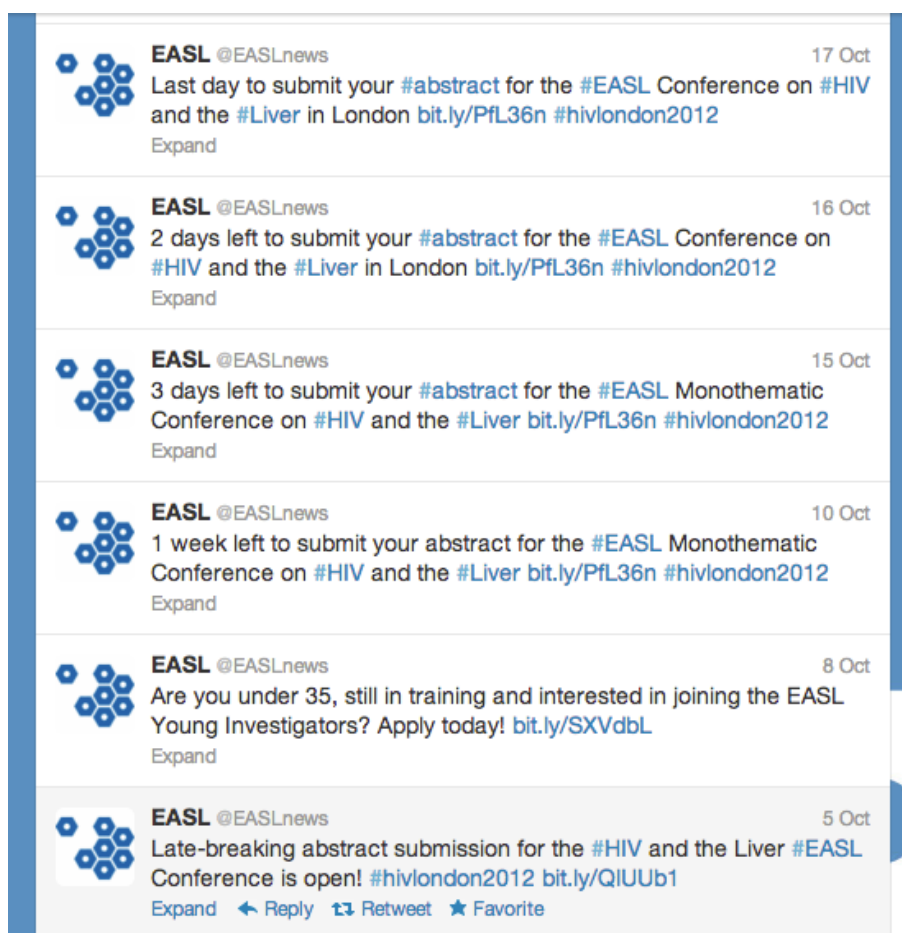 EASL @EASLnews 17 Oct
Last day to submit your #abstract for the #EASL Conference on #HIV
and the #Liver in London bit.ly/PfL36n #hivlondon2012
Expand
EASL @EASLnews 16 Oct
2 days left to submit your #abstract for the #EASL Conference on
#HIV and the #Liver in London bit.ly/PfL36n #hivlondon2012
Expand
EASL @EASLnews 15 Oct
3 days left to submit your #abstract for the #EASL Monothematic
Conference on #HIV and the #Liver bit.ly/PfL36n #hivlondon2012
Expand
EASL @EASLnews 10 Oct
1 week left to submit your abstract for the #EASL Monothematic
Conference on #HIV and the #Liver bit.ly/PfL36n #hivlondon2012
Expand
EASL @EASLnews 8 Oct
Are you under 35, still in training and interested in joining the EASL
Young Investigators? Apply today! bit.ly/SXVdbL
Expand
EASL @EASLnews 5 Oct
Late-breaking abstract submission for the #HIV and the Liver #EASL
Conference is open! #hivlondon2012 bit.ly/QIUUb1
Expand Reply Retweet Favorite